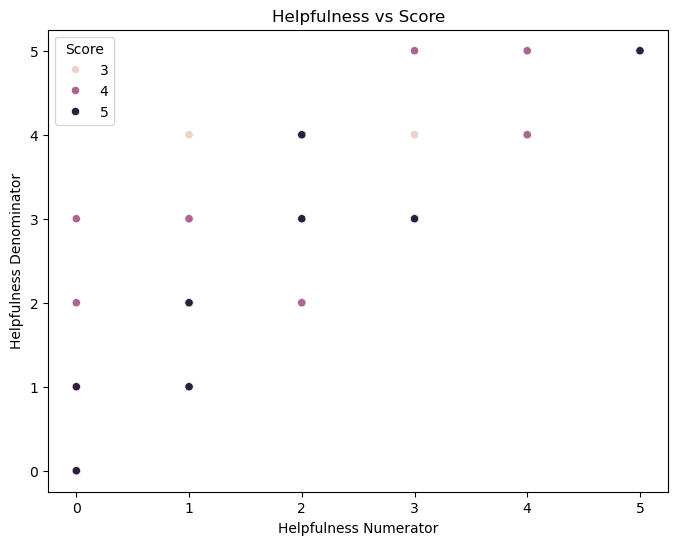 Helpfulness vs Score
Score
3
4
5
5
4
3
2
1
0
Helpfulness Denominator
0 1 2 3 4 5
Helpfulness Numerator